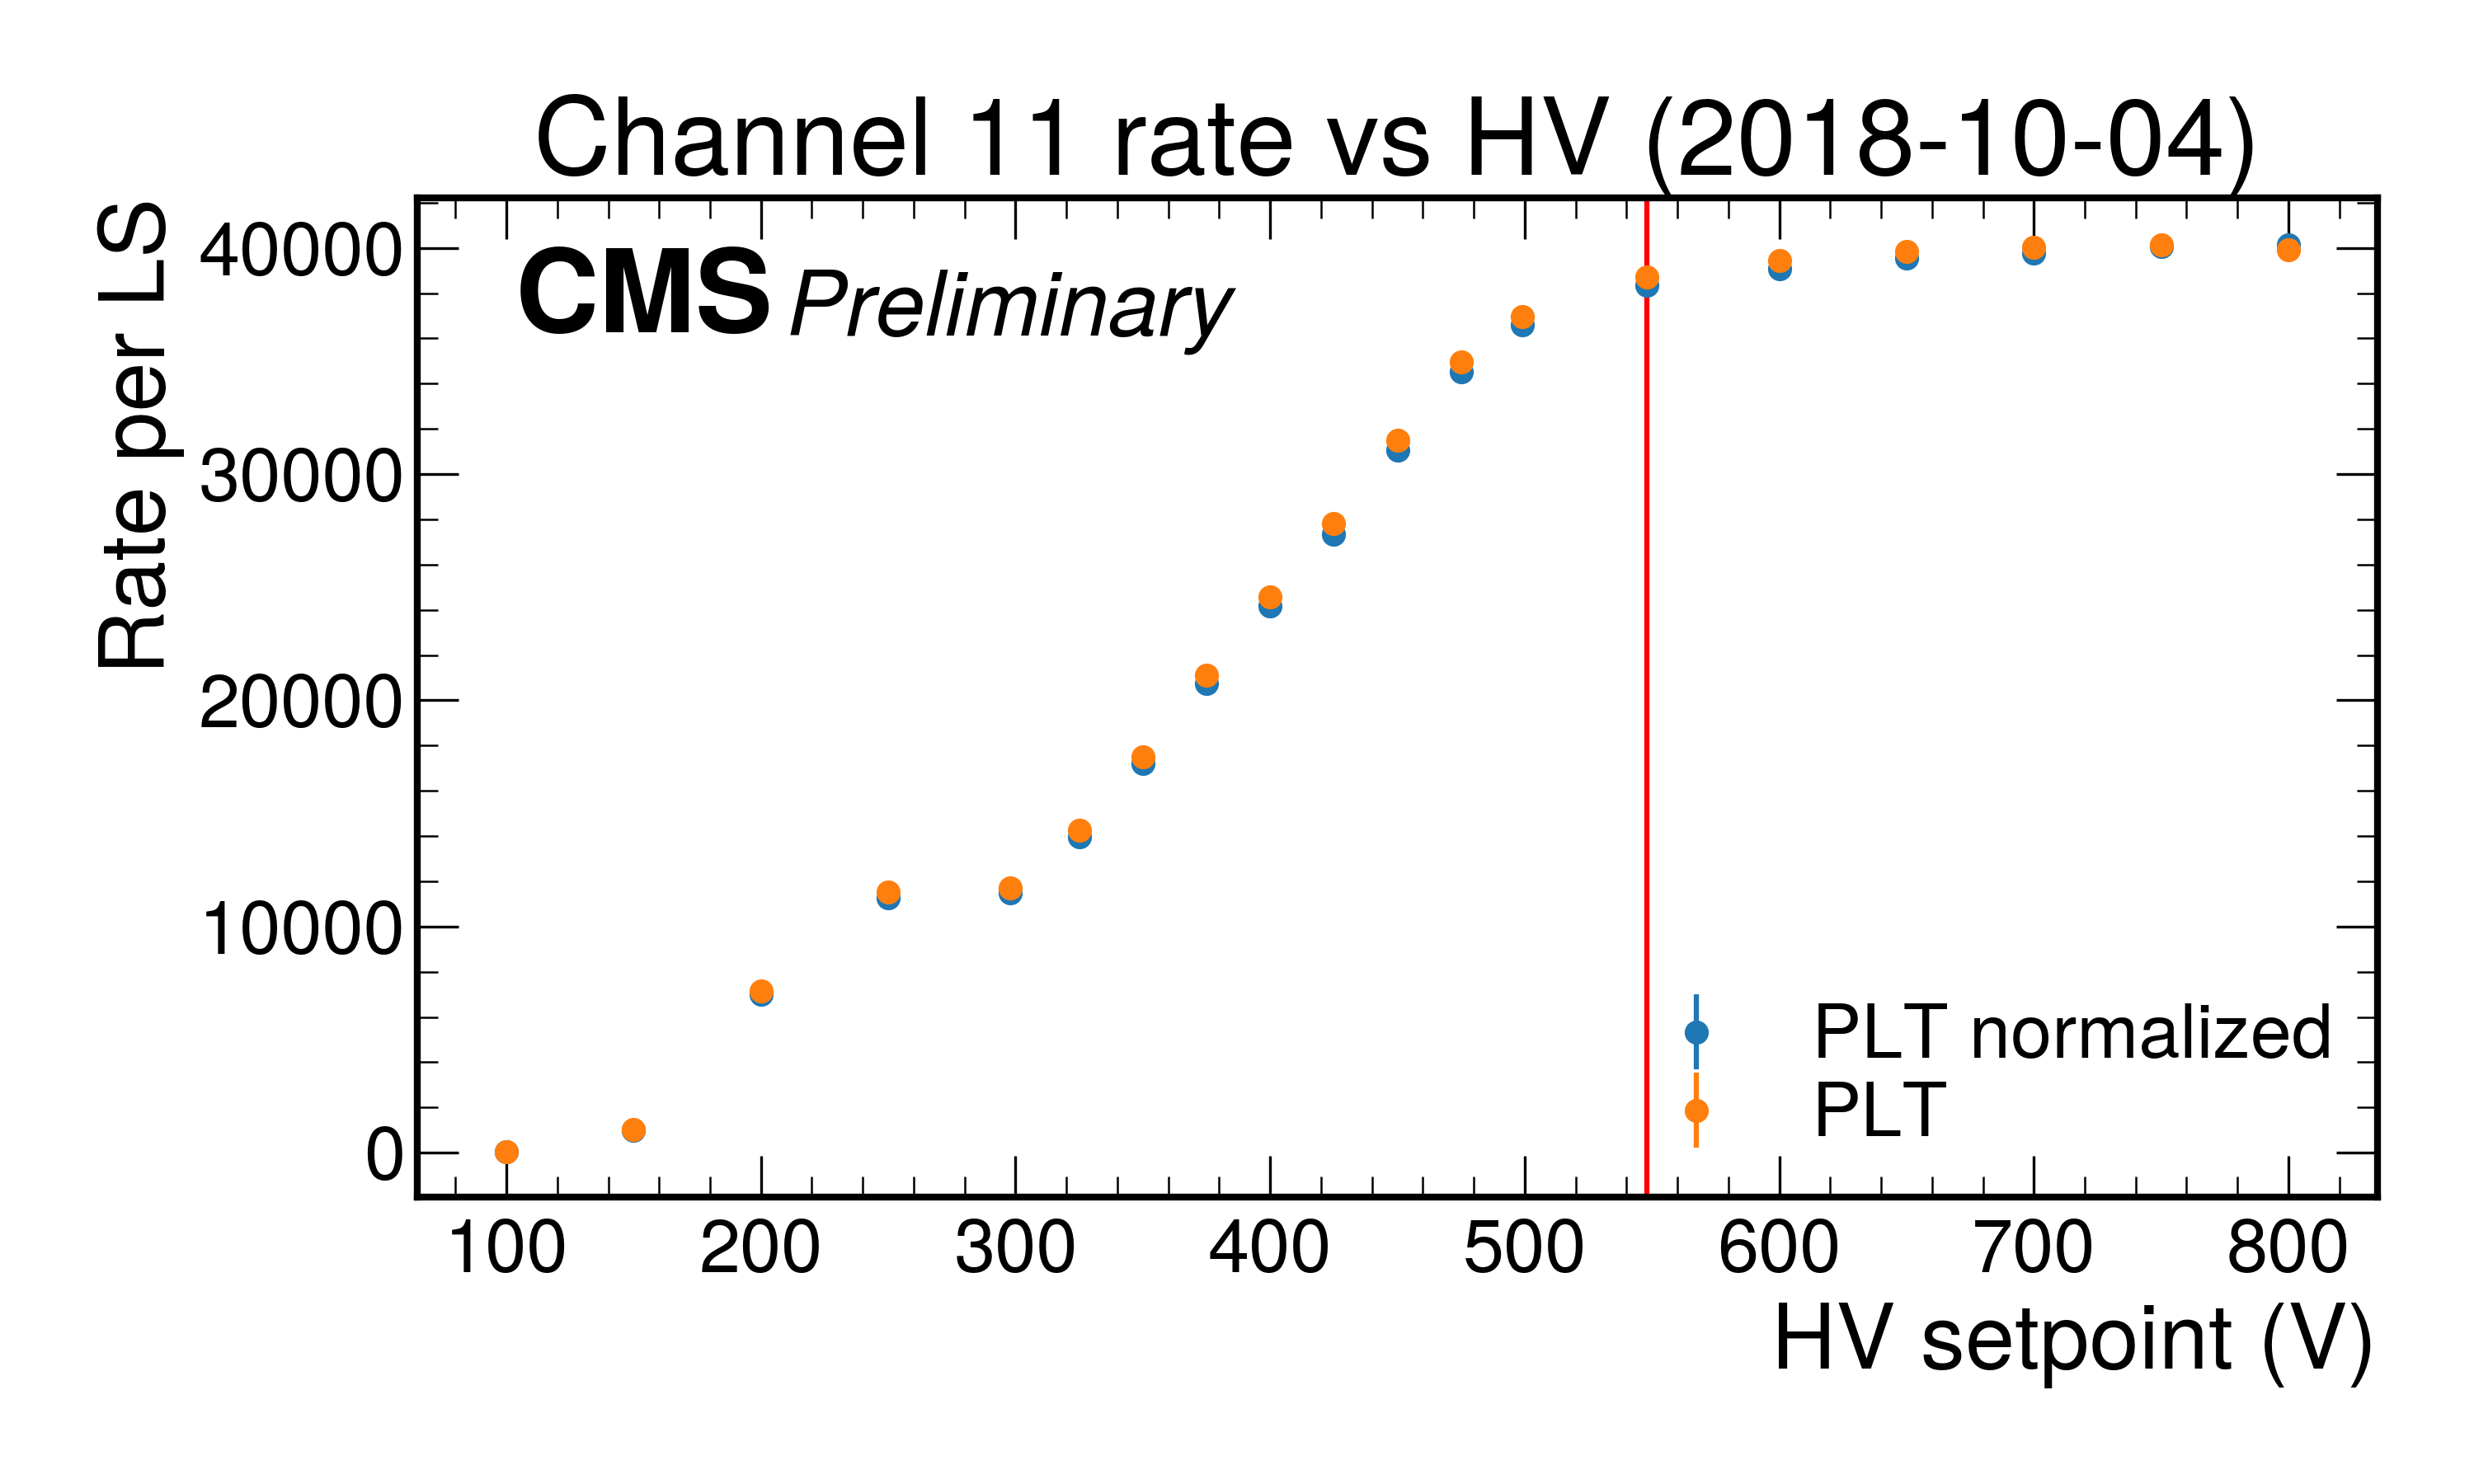 Channel 11 rate vs HV (2018-10-04)
CMS Preliminary
Rate per LS
40000
30000
20000
10000
0
PLT normalized
PLT
100 200 300 400 500 600 700 800
HV setpoint (V)